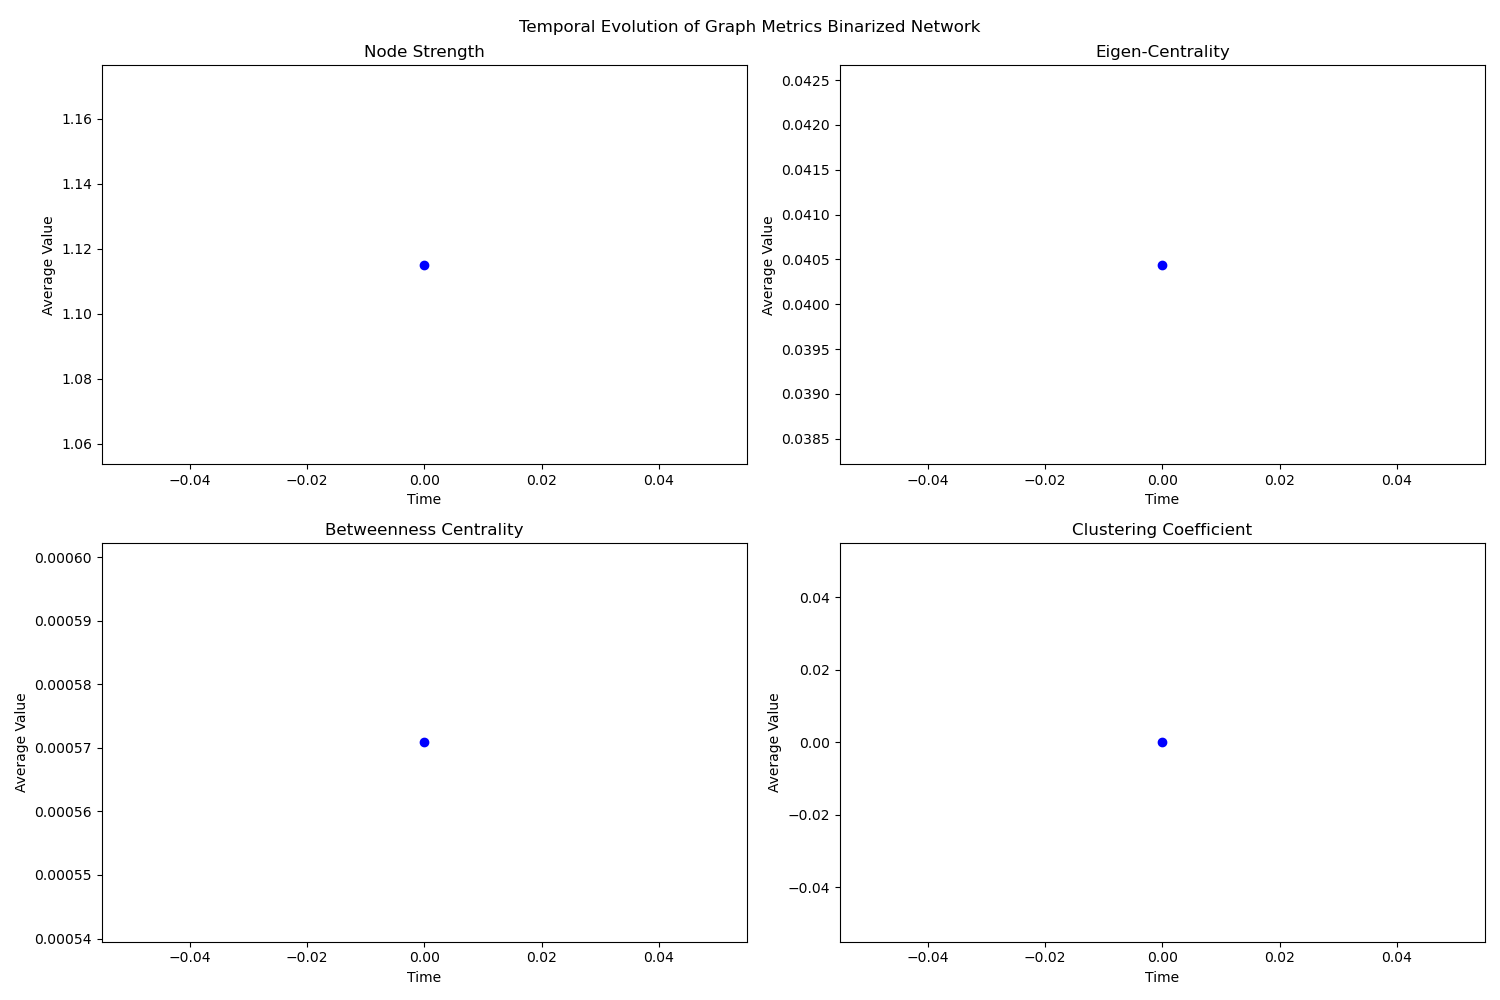 Temporal Evolution of Graph Metrics Binarized Network
Node Strength
1.16
1.14
1.12
1.10
1.08
1.06
Average Value
−0.04 −0.02 0.00 0.02 0.04
Time
Eigen-Centrality
0.0425
0.0420
0.0415
0.0410
0.0405
0.0400
0.0395
0.0390
0.0385
Average Value
−0.04 −0.02 0.00 0.02 0.04
Time
Betweenness Centrality
0.00060
0.00059
0.00058
0.00057
0.00056
0.00055
0.00054
Average Value
−0.04 −0.02 0.00 0.02 0.04
Time
Clustering Coefficient
0.04
0.02
0.00
−0.02
−0.04
Average Value
−0.04 −0.02 0.00 0.02 0.04
Time